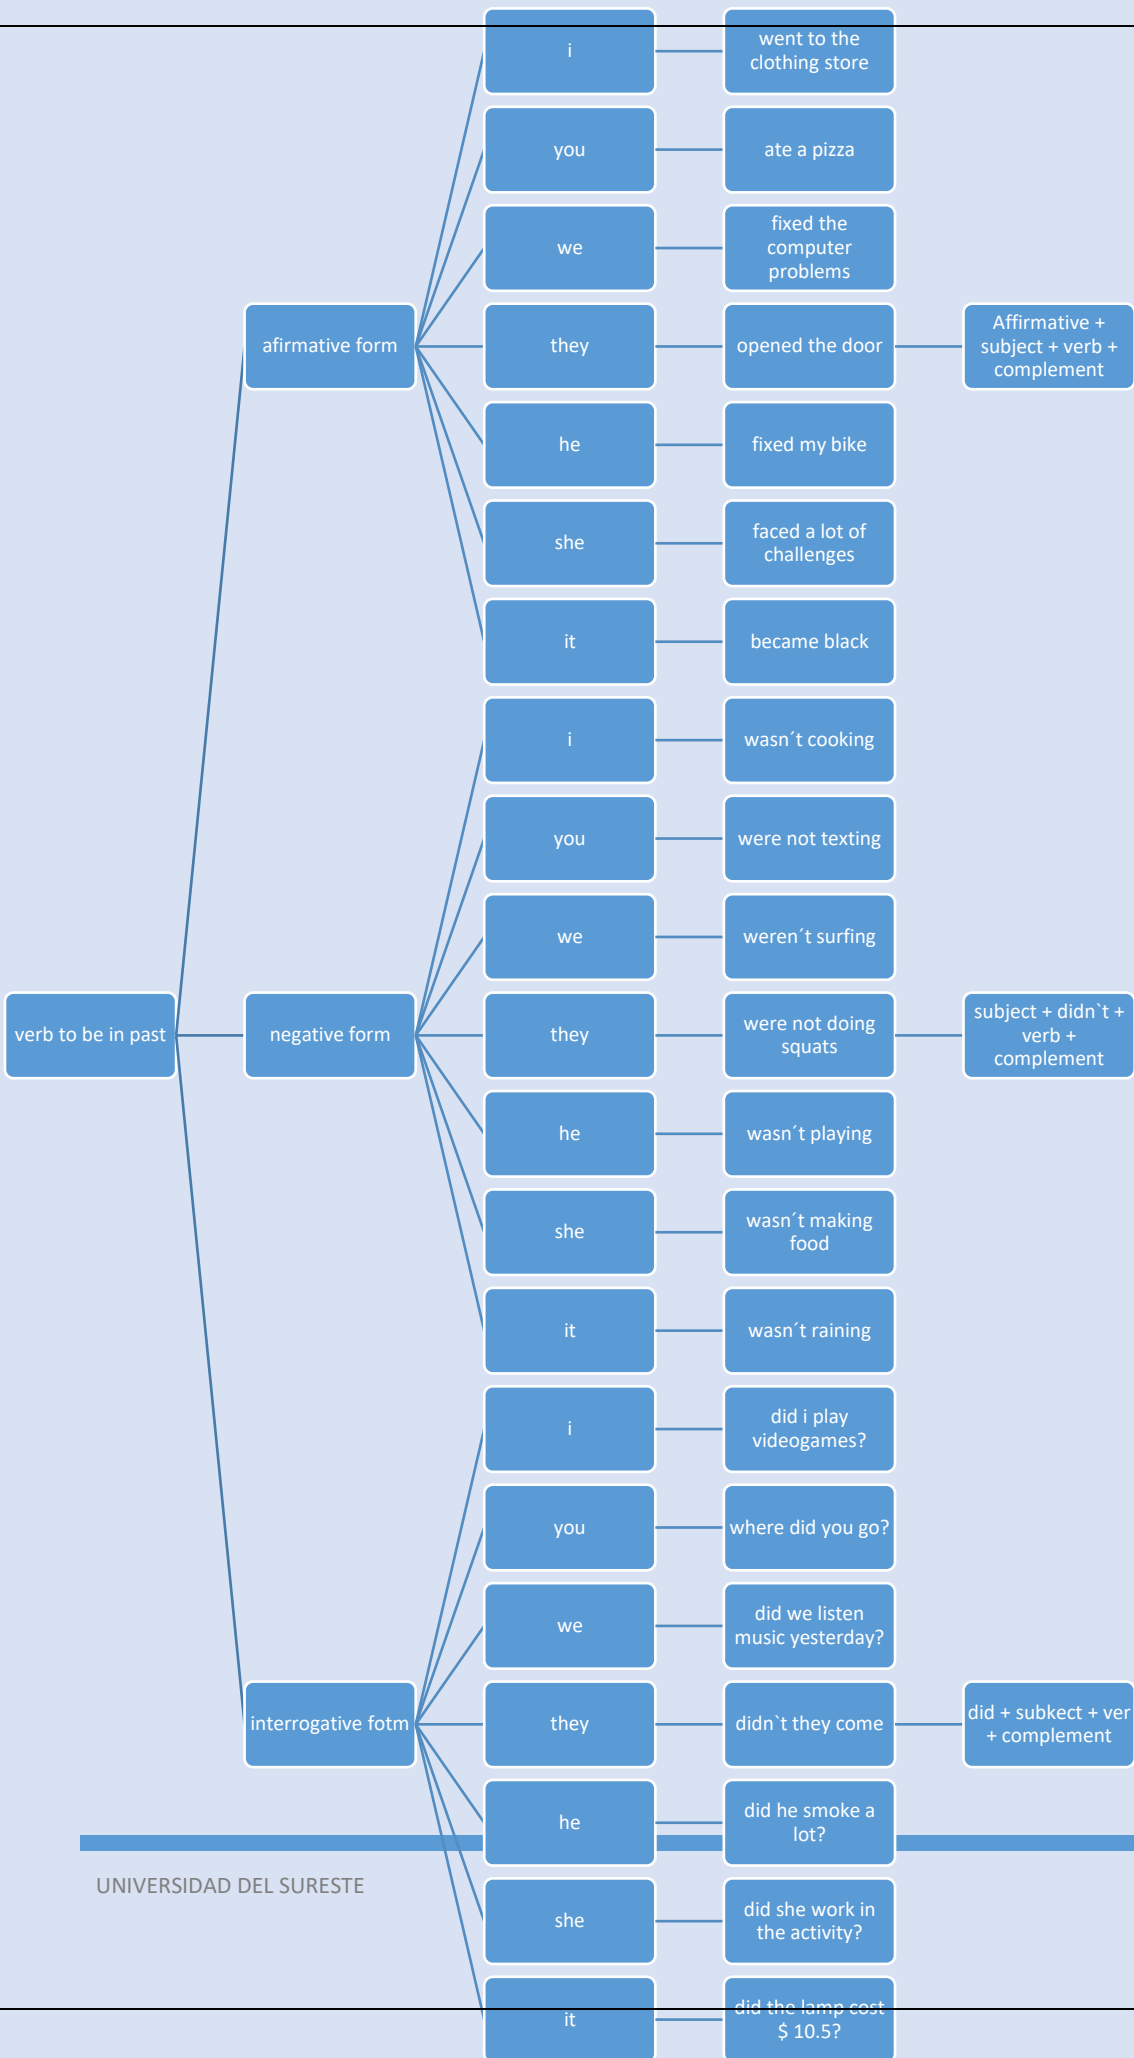 i
went to the
clothing store
you
ate a pizza
we
fixed the
computer
problems
afirmative form
they
opened the door
Affirmative +
subject + verb +
complement
he
fixed my bike
she
faced a lot of
challenges
it
became black
i
wasn´t cooking
you
were not texting
we
weren´t surfing
verb to be in past
negative form
they
were not doing
squats
subject + didn`t +
verb +
complement
he
wasn´t playing
she
wasn´t making
food
it
wasn´t raining
i
did i play
videogames?
you
where did you go?
we
did we listen
music yesterday?
interrogative fotm
they
didn`t they come
did + subkect + ver
+ complement
he
did he smoke a
lot?
UNIVERSIDAD DEL SURESTE
she
did she work in
the activity?
it
did the lamp cost
$ 10.5?